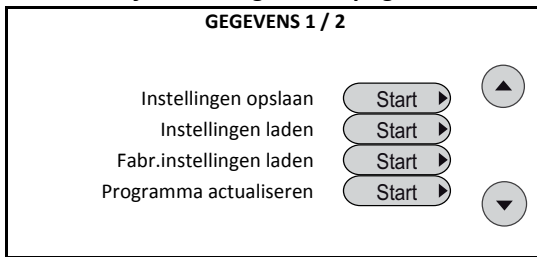 GEGEVENS 1 / 2
Instellingen opslaan Start
Instellingen laden Start
Fabr.instellingen laden Start
Programma actualiseren Start